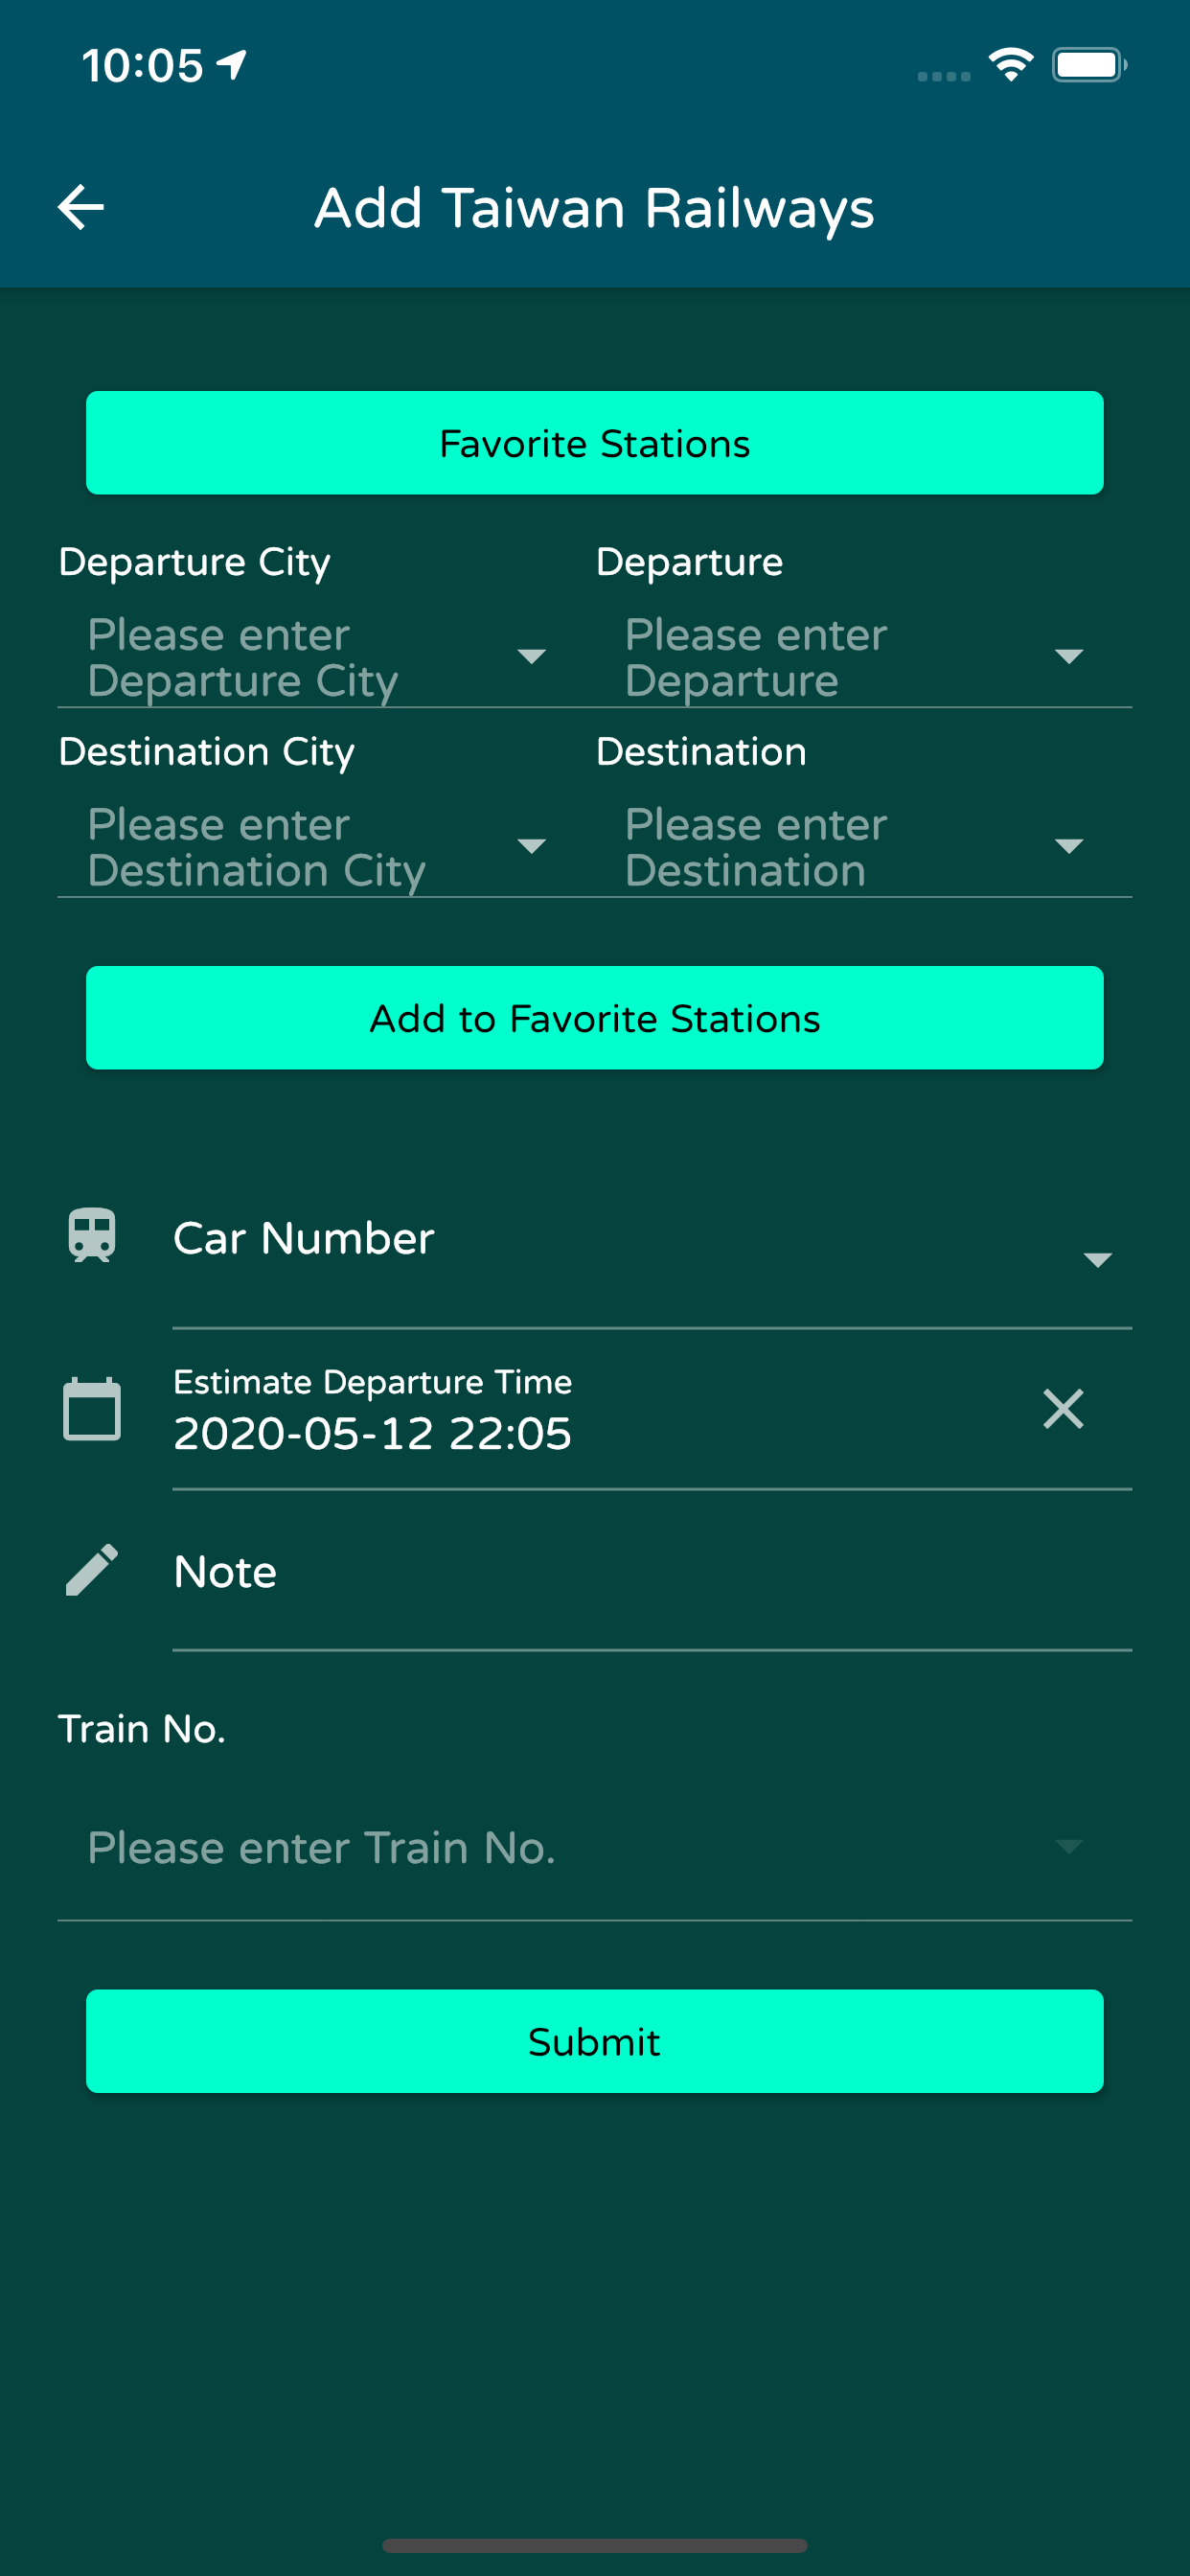 10:05
Add Taiwan Railways
Favorite Stations
Departure City
Departure
Please enter
Departure City
Please enter
Departure
Destination City
Destination
Please enter
Destination City
Please enter
Destination
Add to Favorite Stations
Car Number
Estimate Departure Time
2020-05-12 22:05
Note
Train No.
Please enter Train No.
Submit